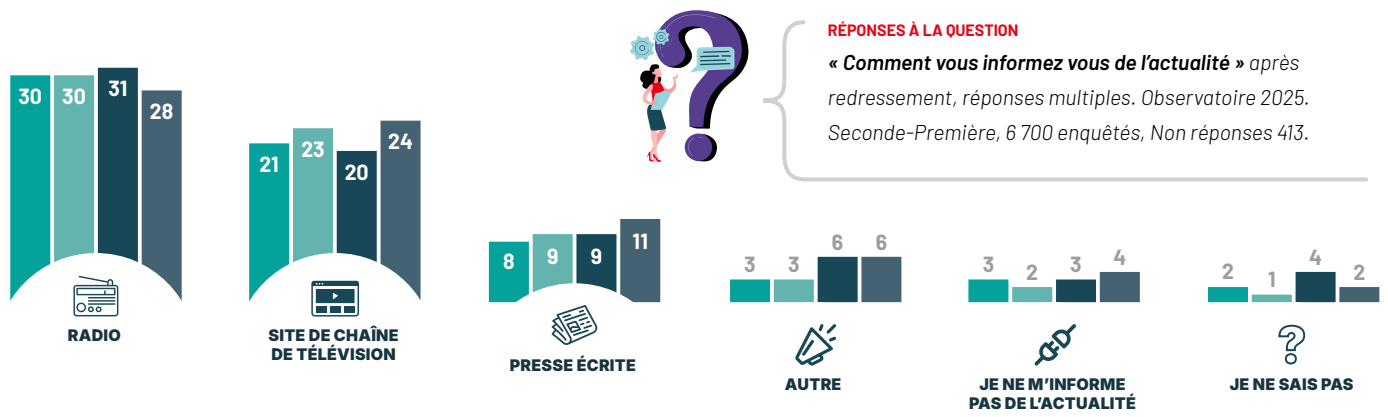 RÉPONSES À LA QUESTION
« Comment vous informez vous de l’actualité » après
redressement, réponses multiples. Observatoire 2025.
Seconde-Première, 6 700 enquêtés, Non réponses 413.
30 30 31 28
RADIO
21 23 20 24
SITE DE CHAÎNE
DE TÉLÉVISION
8 9 9 11
PRESSE ÉCRITE
3 3 6 6
AUTRE
3 2 3 4
JE NE M’INFORME
PAS DE L’ACTUALITÉ
2 1 4 2
JE NE SAIS PAS